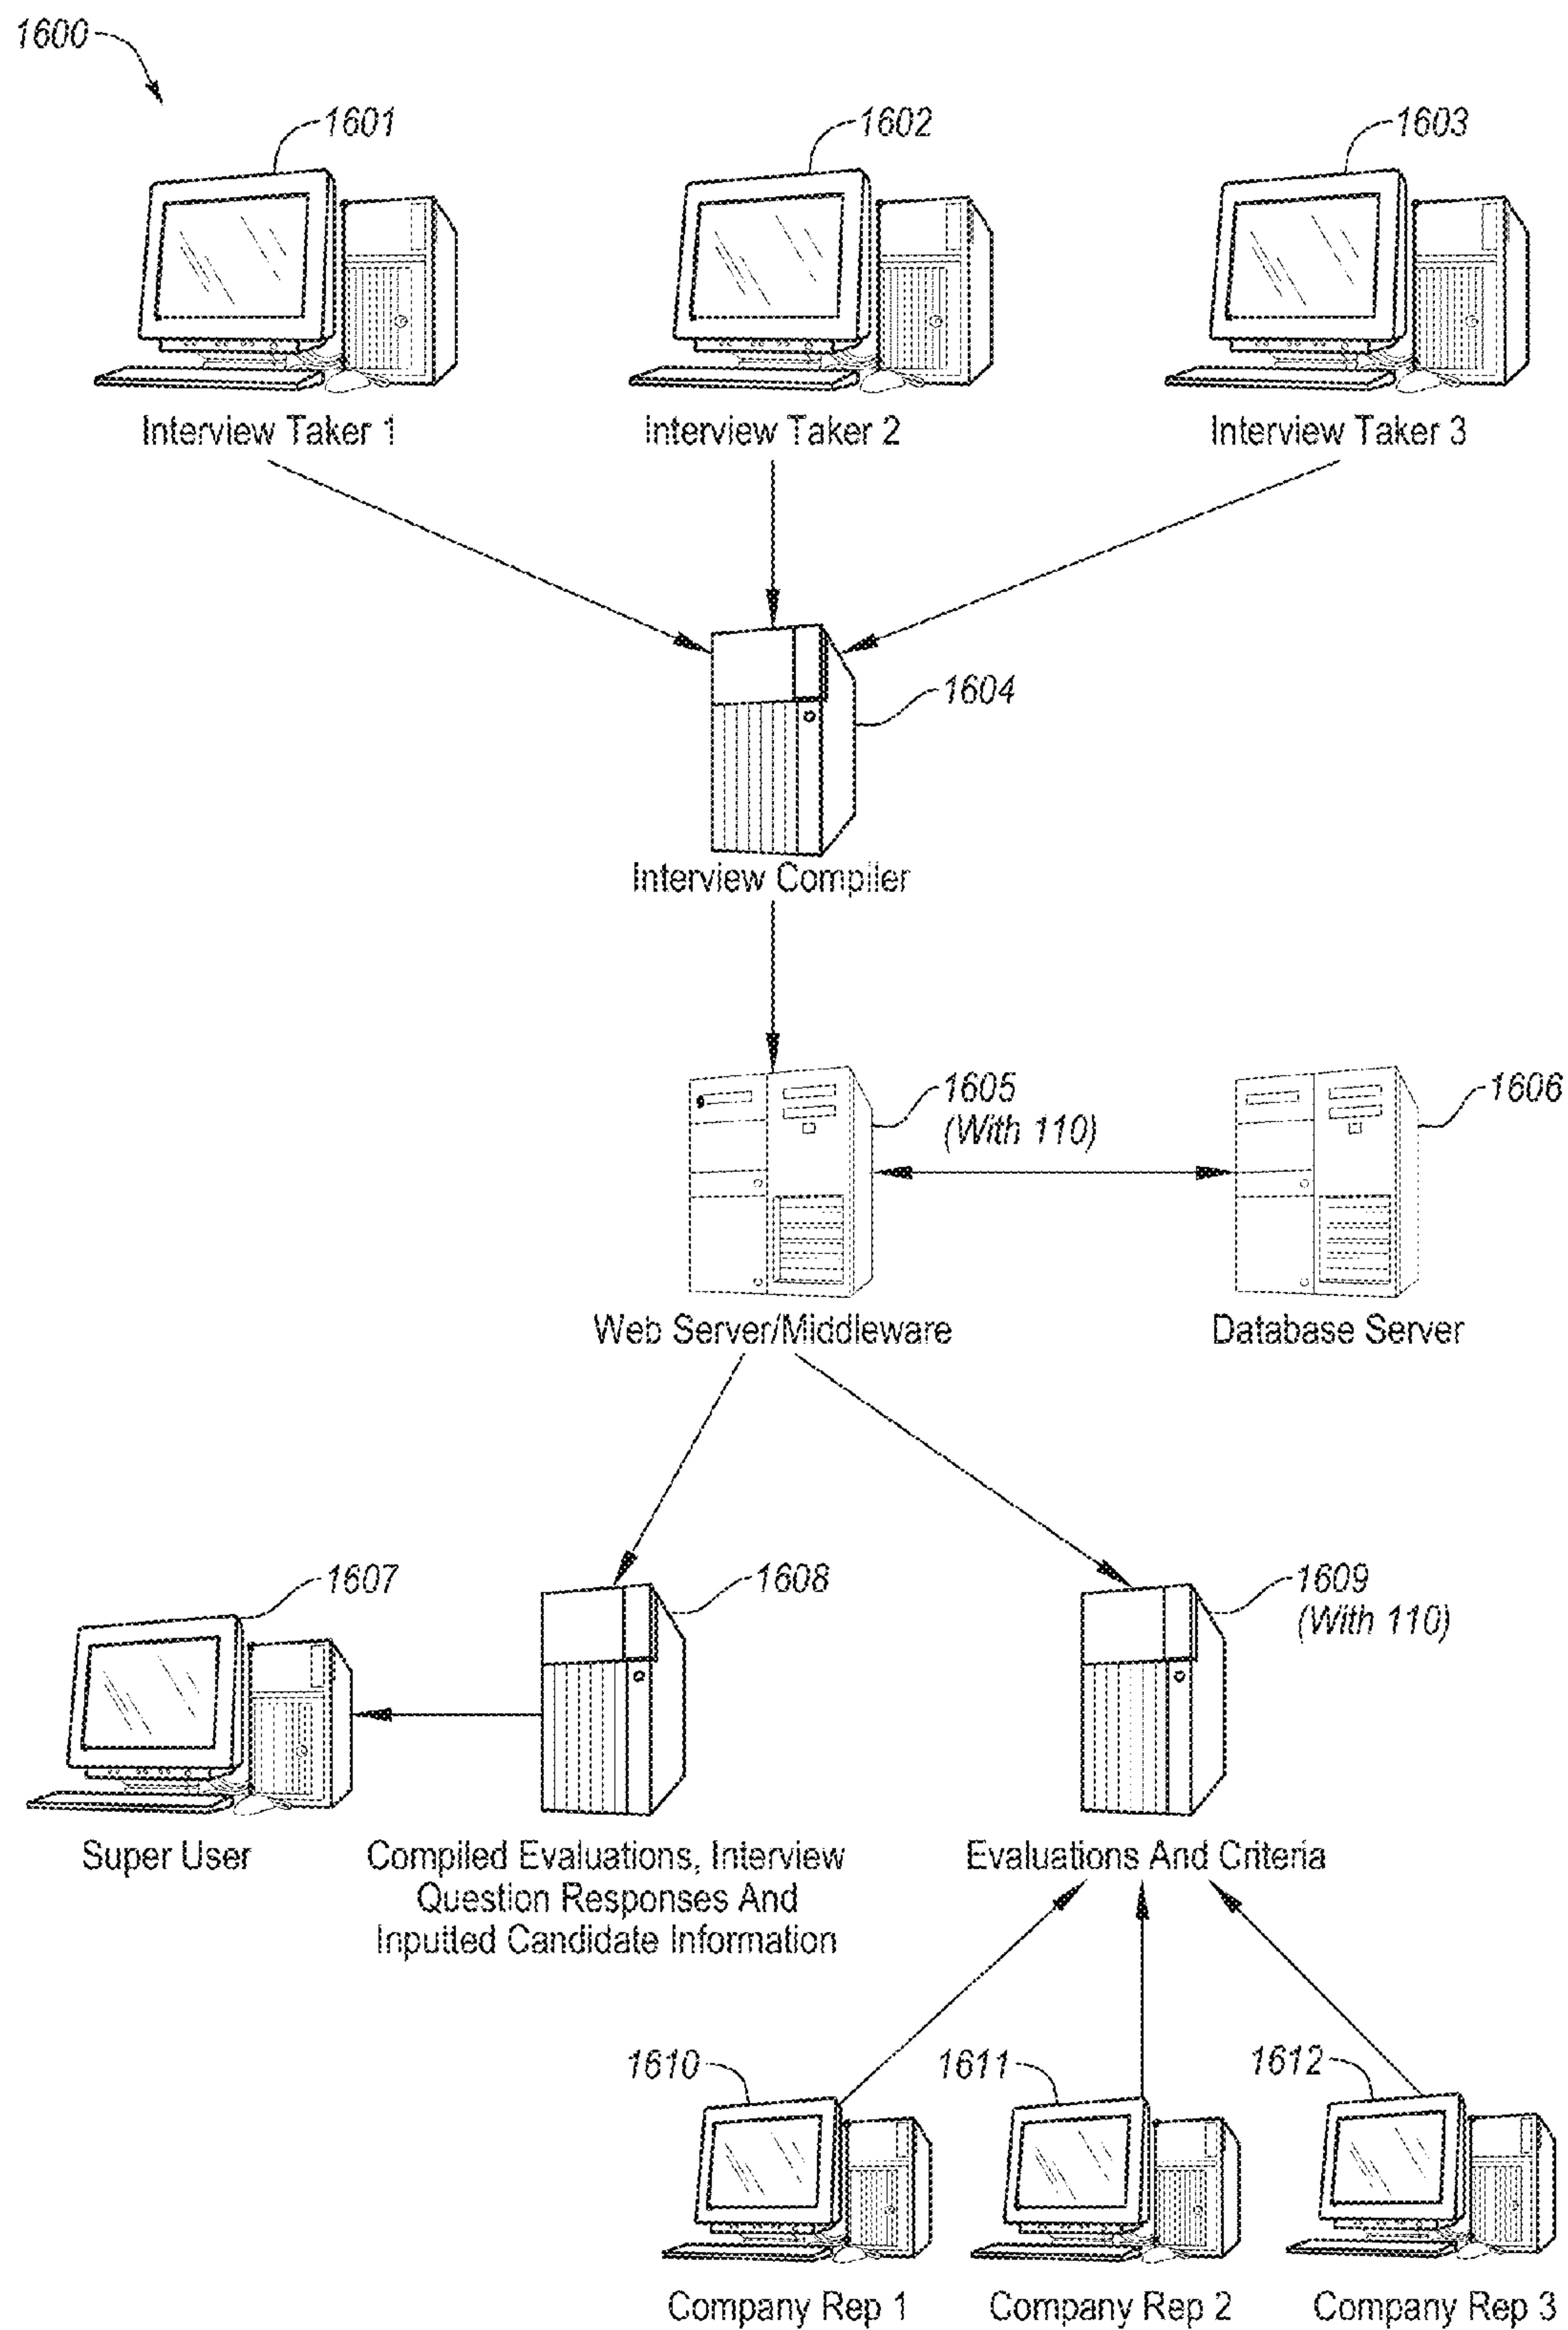 1600
1601
1602
1603
Interview Taker 1
Interview Taker 2
Interview Taker 3
1604
Interview Compiler
1605
(With 110)
1606
Web Server/Middleware
Database Server
1607
1608
1609
(With 110)
Super User
Compiled Evaluations, Interview
Question Responses And
Inputted Candidate Information
Evaluations And Criteria
1610
1611
1612
Company Rep 1
Company Rep 2
Company Rep 3